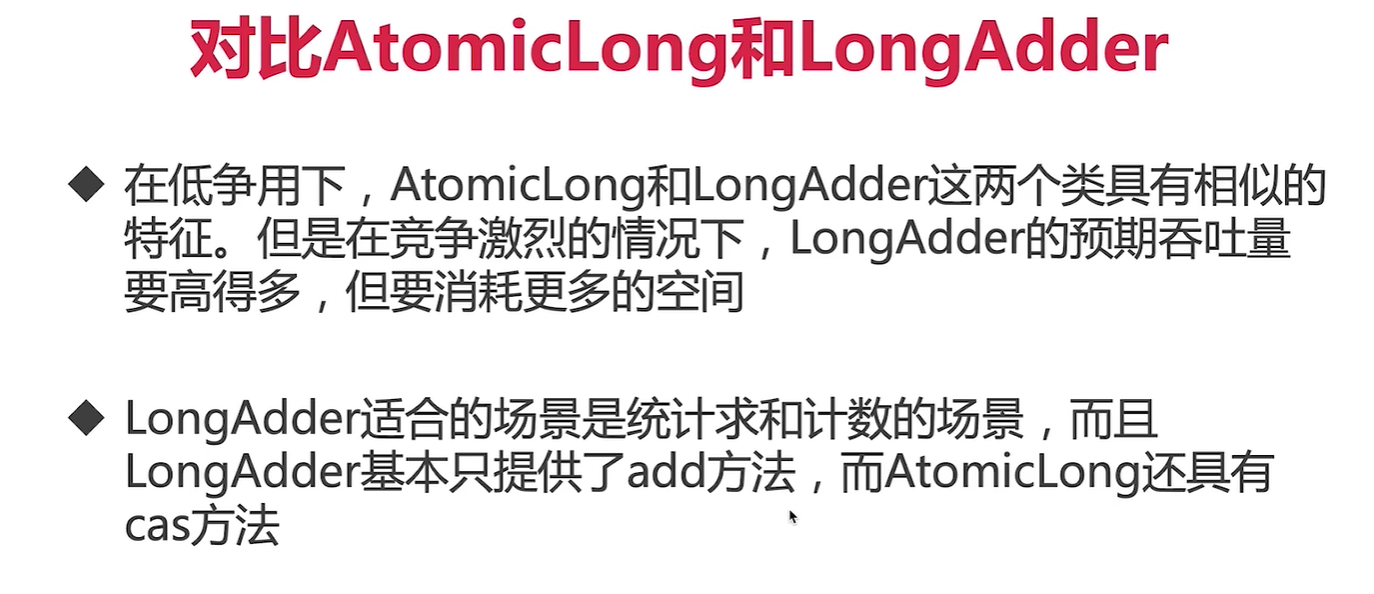 对比AtomicLong和LongAdder
◆ 在低争用下，AtomicLong和LongAdder这两个类具有相似的
特征。但是在竞争激烈的情况下，LongAdder的预期吞吐量
要高得多，但要消耗更多的空间
◆ LongAdder适合的场景是统计求和计数的场景，而且
LongAdder基本只提供了add方法，而AtomicLong还具有
cas方法